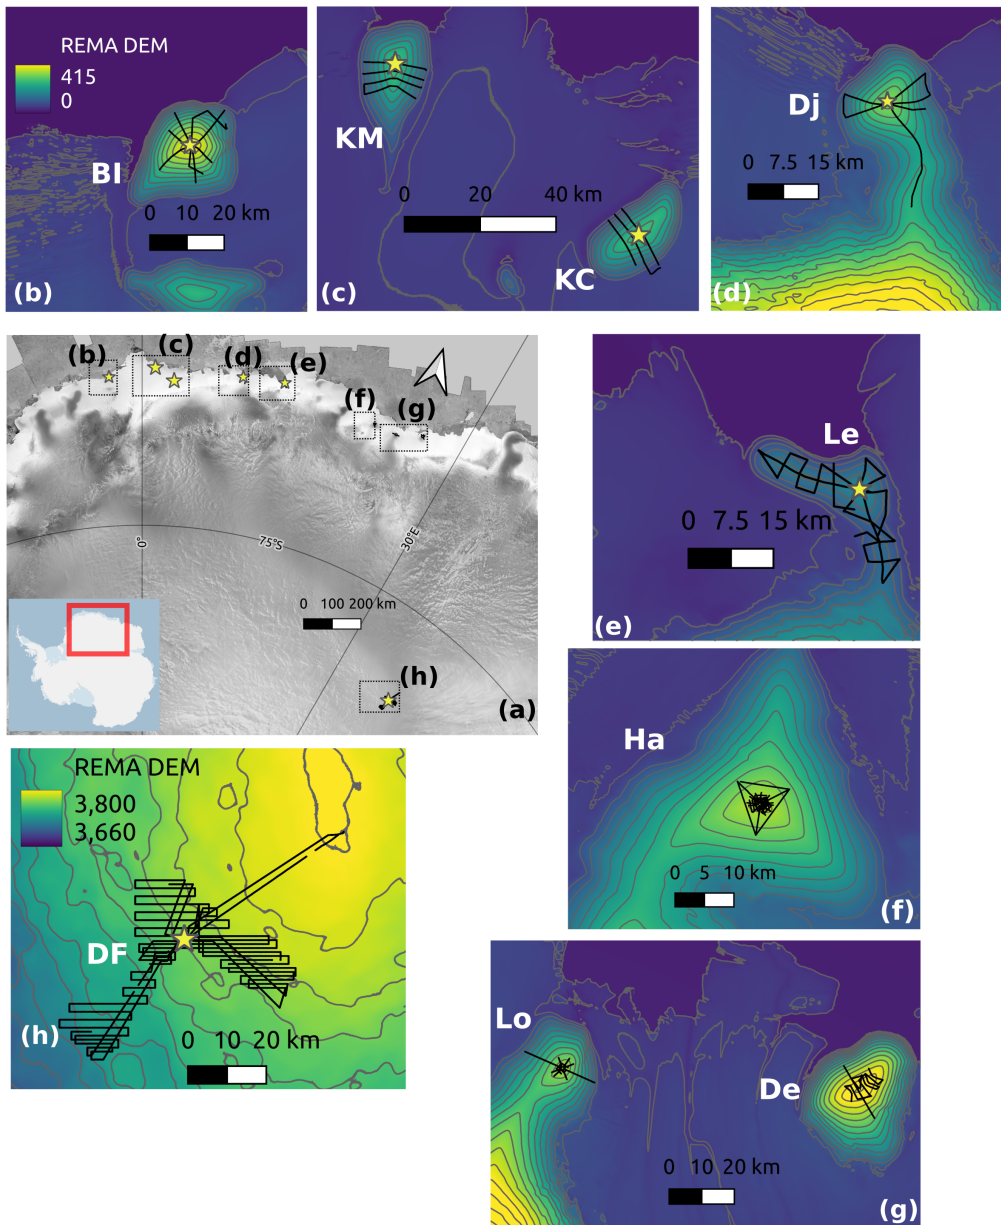 REMA DEM
415
0
BI
0 10 20 km
(b)
KM
0 20 40 km
KC
(c)
Dj
0 7.5 15 km
(d)
(b)
(c)
(d)
(e)
(f)
(g)
0°
75°S
30°E
0 100 200 km
(h)
(a)
Le
0 7.5 15 km
(e)
Ha
0 5 10 km
(f)
REMA DEM
3,800
3,660
DF
0 10 20 km
(h)
Lo
De
0 10 20 km
(g)